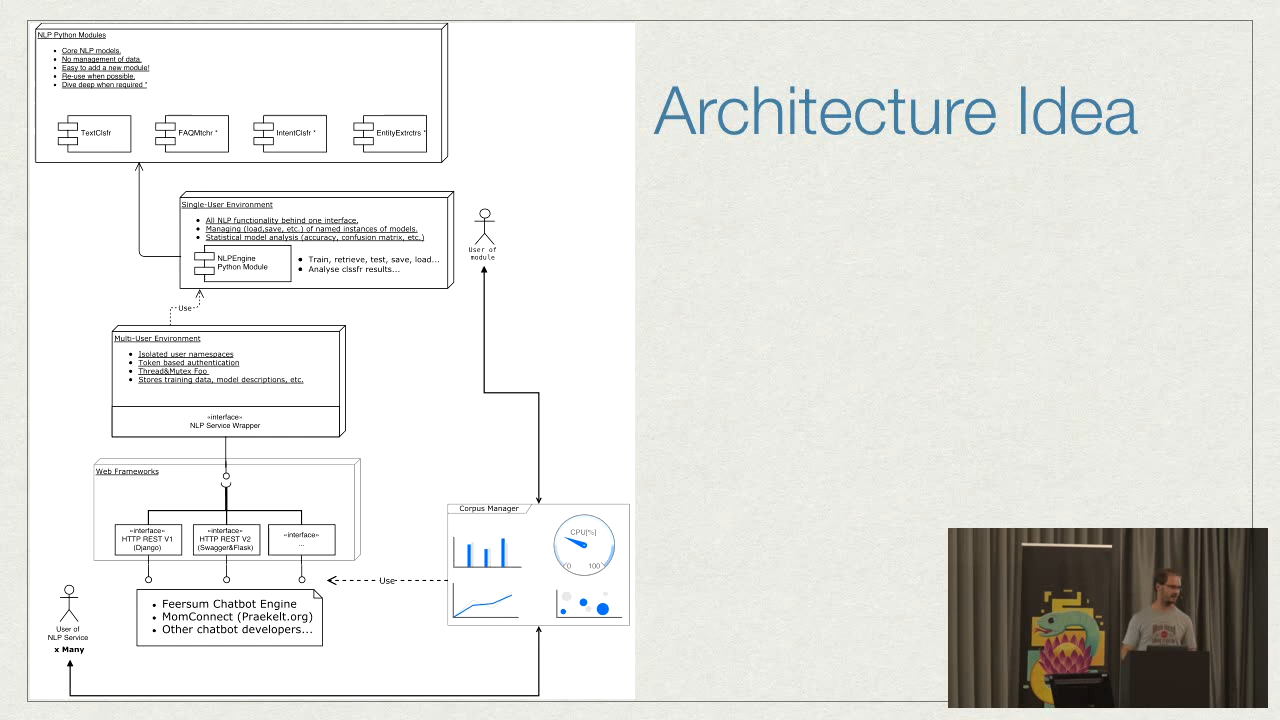 Architecture Idea
NLP Python Modules
Core NLP models.
No management of data.
Easy to add a new module!
Re-use when possible.
Dive deep when required *
TextClsfr
FAQMtchr *
IntentClsfr *
EntityExtrctrs *
Single-User Environment
All NLP functionality behind one interface.
Managing (load,save, etc.) of named instances of models.
Statistical model analysis (accuracy, confusion matrix, etc.)
NLPEngine
Python Module
Train, retrieve, test, save, load...
Analyse clssfr results...
User of
module
Use
Multi-User Environment
Isolated user namespaces
Token based authentication
Thread&Mutex Foo
Stores training data, model descriptions, etc.
«interface»
NLP Service Wrapper
Web Frameworks
«interface»
HTTP REST V1
(Django)
«interface»
HTTP REST V2
(Swagger&Flask)
«interface»
...
Corpus Manager
CPU[%]
0
100
Use
Feersum Chatbot Engine
MomConnect (Praekelt.org)
Other chatbot developers...
User of
NLP Service
x Many